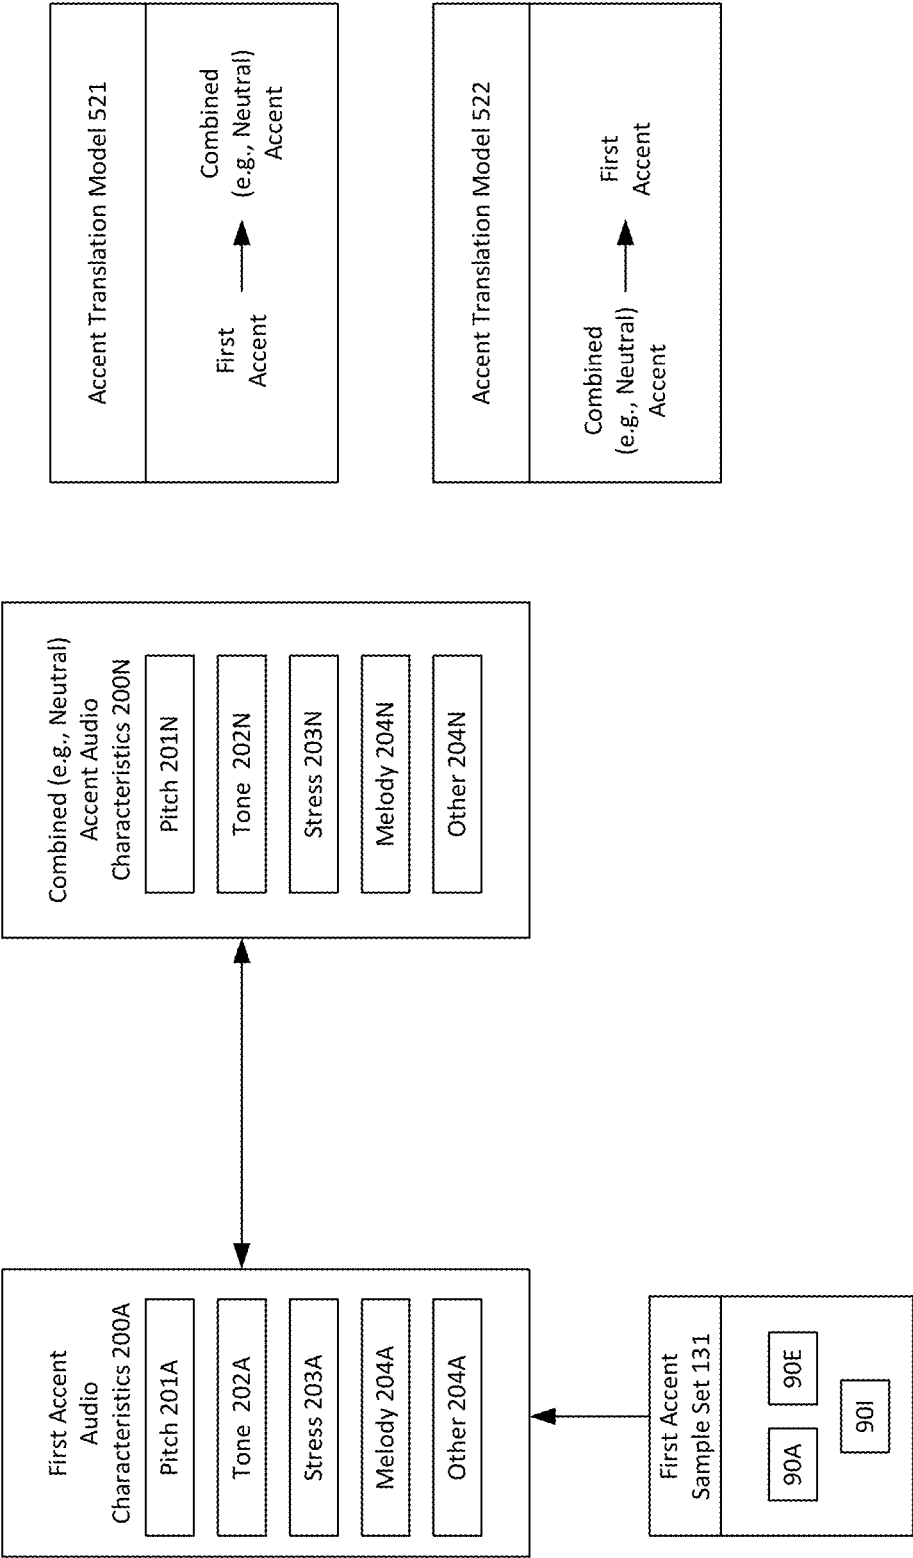 First Accent
Audio
Characteristics 200A
Pitch 201A
Tone 202A
Stress 203A
Melody 204A
Other 204A
First Accent
Sample Set 131
90A
90E
90I
Combined (e.g., Neutral)
Accent Audio
Characteristics 200N
Pitch 201N
Tone 202N
Stress 203N
Melody 204N
Other 204N
Accent Translation Model 521
First
Accent
Combined
(e.g., Neutral)
Accent
Accent Translation Model 522
Combined
(e.g., Neutral)
Accent
First
Accent